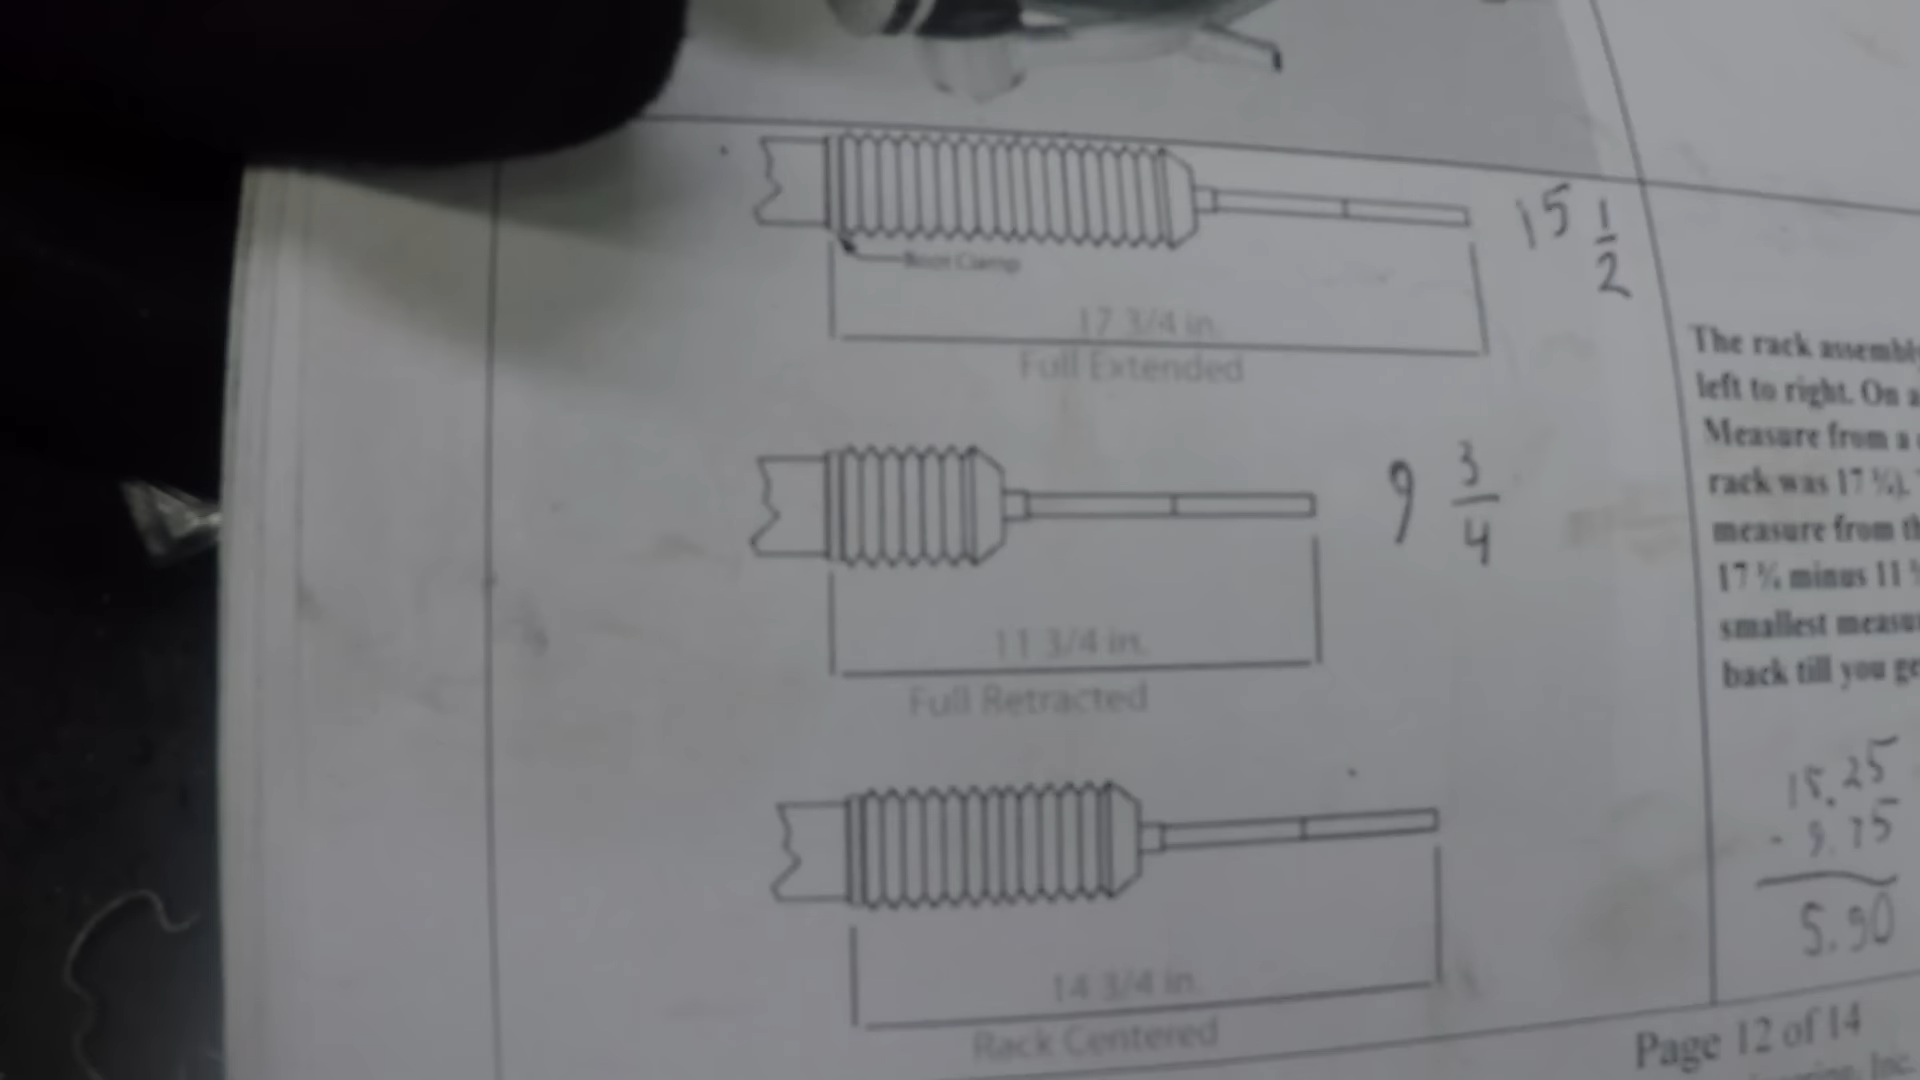 15 1/2
Boot Clamp
17 3/4 in.
Full Extended
The rack assembly
left to right. On a
Measure from a
rack was 17 ¾).
measure from th
17 ¾ minus 11
smallest measu
back till you ge
9 3/4
11 3/4 in.
Full Retracted
15.25
- 9.75
5.50
14 3/4 in.
Rack Centered
Page 12 of 14
Inc.